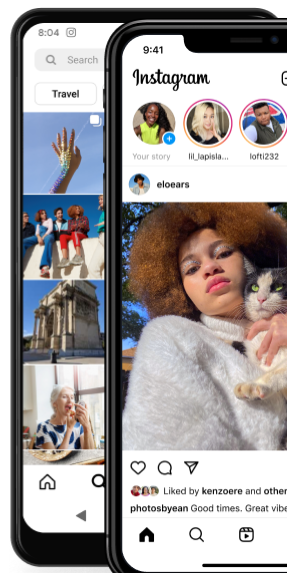 8:04
Search
Travel
9:41
Instagram
Your story
lil_lapisla...
lofti232
eloears
Liked by kenzoere and other
photosbyean Good times. Great vibe